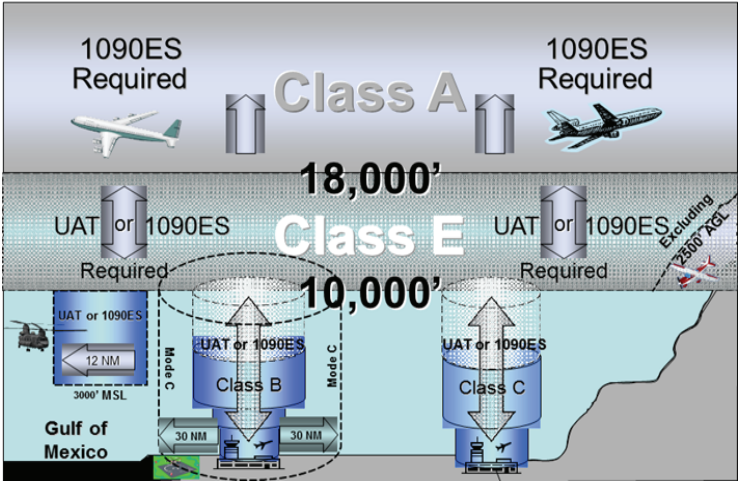 1090ES
Required
1090ES
Required
Class A
18,000’
UAT or 1090ES
Required
Class E
UAT or 1090ES
Required
Excluding
2500' AGL
10,000’
UAT or 1090ES
12 NM
3000' MSL
Gulf of
Mexico
Mode C
UAT or 1090ES
Class B
Mode C
30 NM
30 NM
UAT or 1090ES
Class C